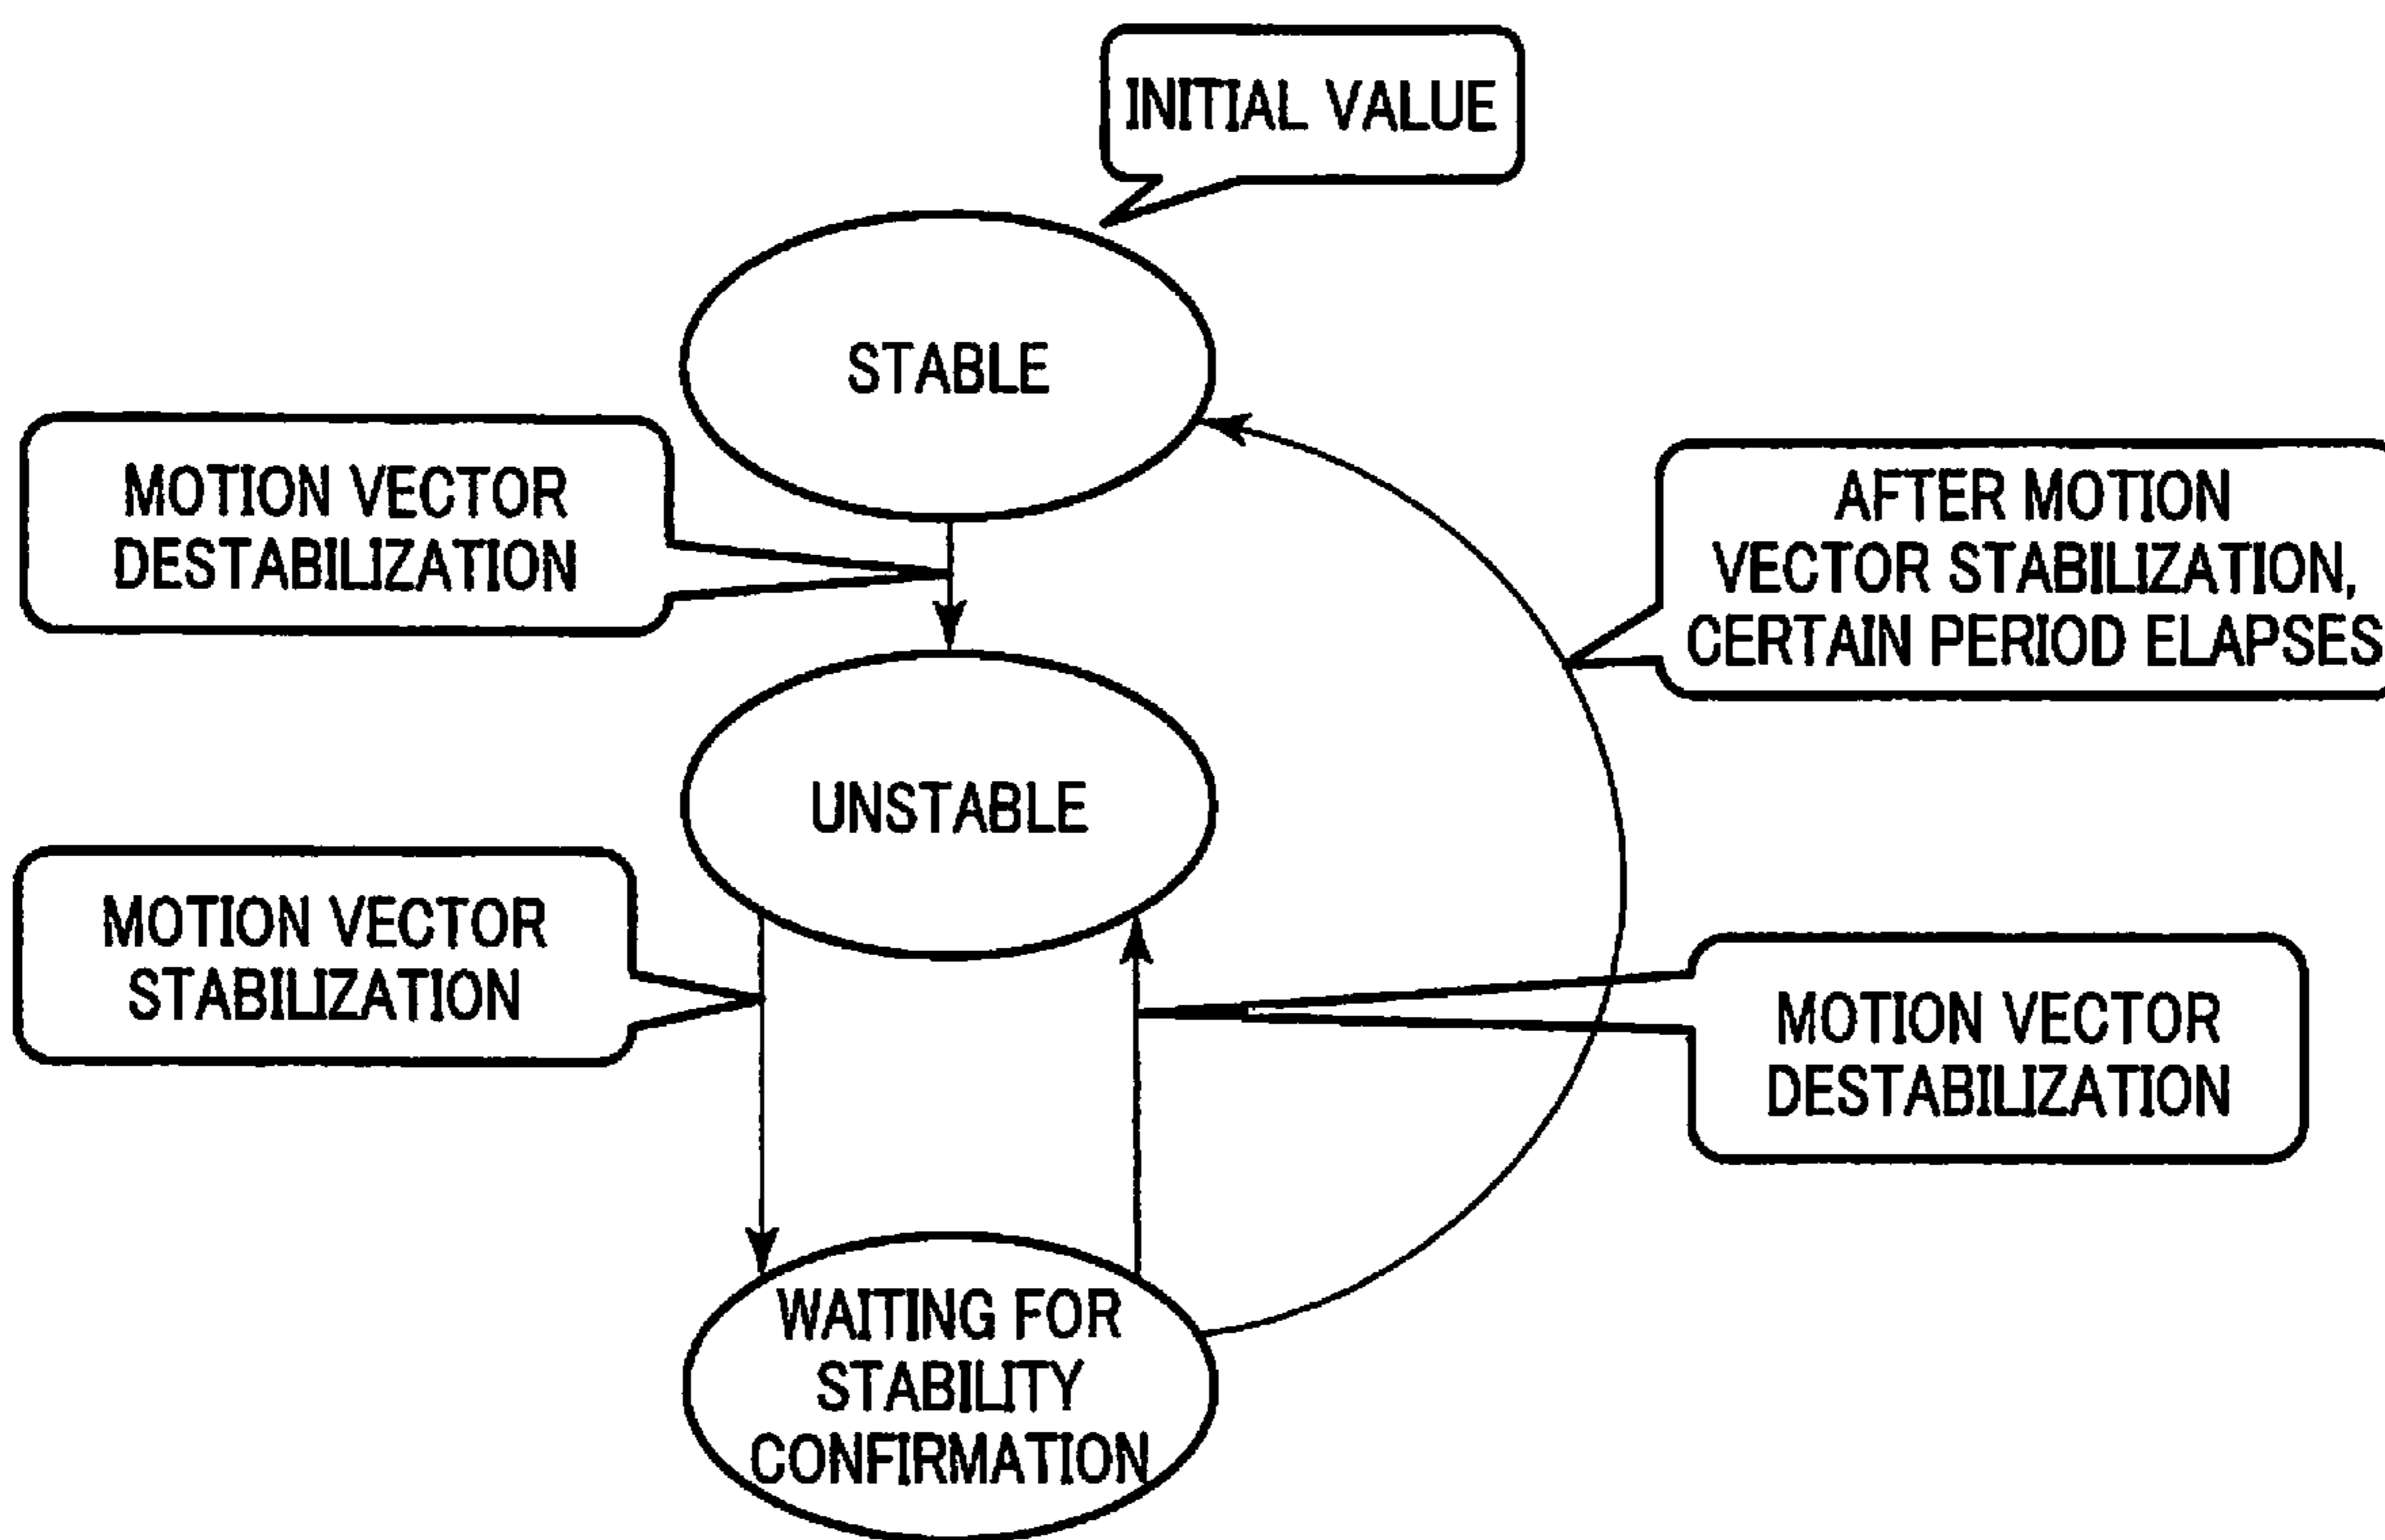 INITIAL VALUE
STABLE
MOTION VECTOR
DESTABILIZATION
AFTER MOTION
VECTOR STABILIZATION,
CERTAIN PERIOD ELAPSES
UNSTABLE
MOTION VECTOR
STABILIZATION
MOTION VECTOR
DESTABILIZATION
WAITING FOR
STABILITY
CONFIRMATION